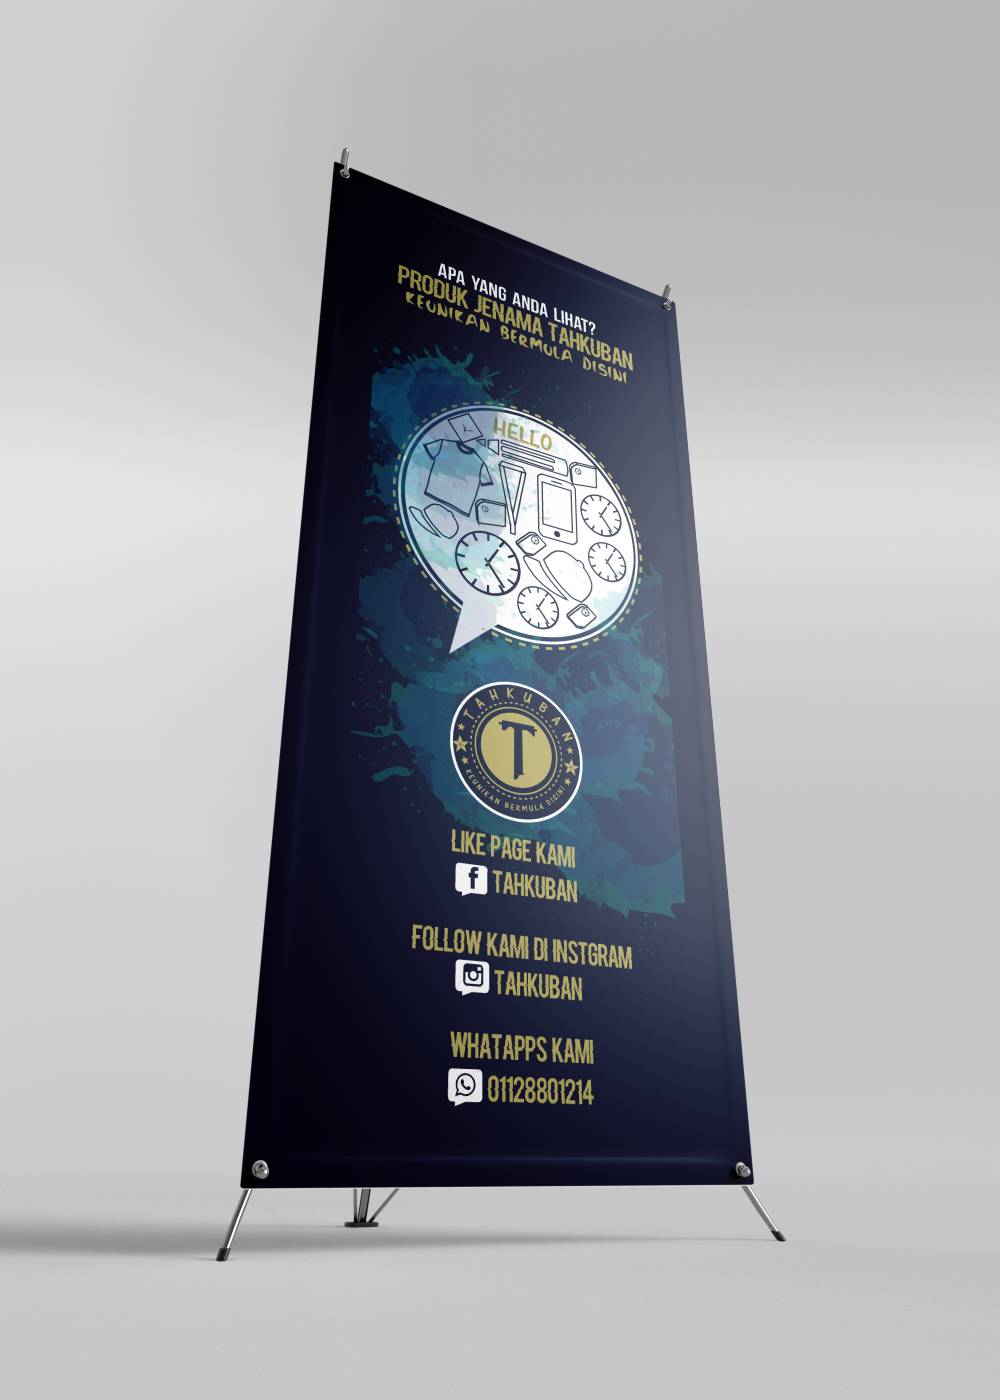 APA YANG ANDA LIHAT?
PRODUK JENAMA TAHKUBAN
KEUNIKAN BERMULA DISINI
HELLO
TAHKUBAN
T
KEUNIKAN BERMULA DISINI
LIKE PAGE KAMI
f TAHKUBAN
FOLLOW KAMI DI INSTGRAM
TAHKUBAN
WHATAPPS KAMI
01128801214